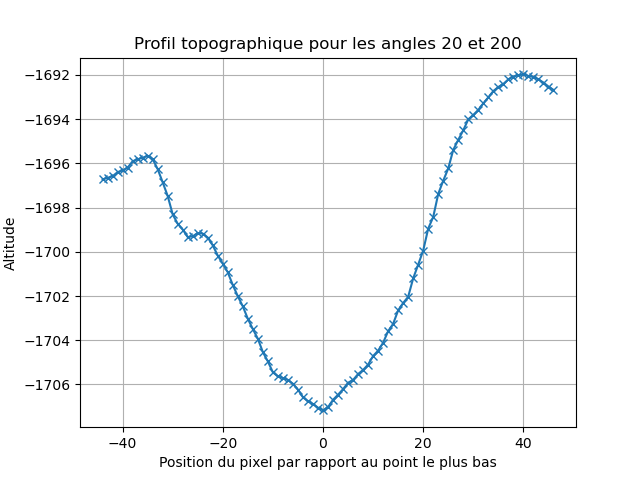 Profil topographique pour les angles 20 et 200
−1692
−1694
−1696
−1698
−1700
−1702
−1704
−1706
Altitude
−40 −20 0 20 40
Position du pixel par rapport au point le plus bas